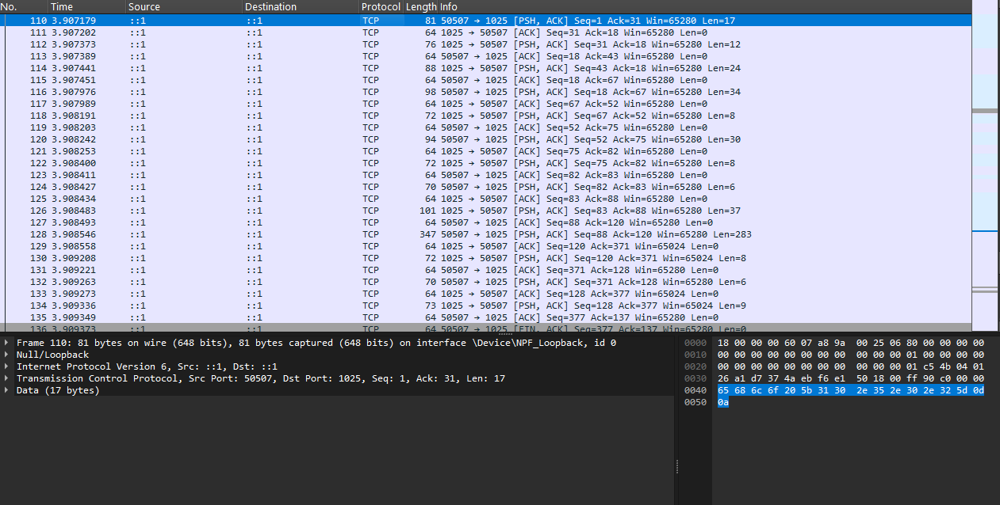 No. Time Source Destination Protocol Length Info
110 3.907179 ::1 ::1 TCP 81 50507 → 1025 [PSH, ACK] Seq=1 Ack=31 Win=65280 Len=17
111 3.907202 ::1 ::1 TCP 64 1025 → 50507 [ACK] Seq=31 Ack=18 Win=65280 Len=0
112 3.907373 ::1 ::1 TCP 76 1025 → 50507 [PSH, ACK] Seq=31 Ack=18 Win=65280 Len=12
113 3.907389 ::1 ::1 TCP 64 50507 → 1025 [ACK] Seq=18 Ack=43 Win=65280 Len=0
114 3.907441 ::1 ::1 TCP 88 1025 → 50507 [PSH, ACK] Seq=43 Ack=18 Win=65280 Len=24
115 3.907451 ::1 ::1 TCP 64 50507 → 1025 [ACK] Seq=18 Ack=67 Win=65280 Len=0
116 3.907976 ::1 ::1 TCP 98 50507 → 1025 [PSH, ACK] Seq=18 Ack=67 Win=65280 Len=34
117 3.907989 ::1 ::1 TCP 64 1025 → 50507 [ACK] Seq=67 Ack=52 Win=65280 Len=0
118 3.908191 ::1 ::1 TCP 72 1025 → 50507 [PSH, ACK] Seq=67 Ack=52 Win=65280 Len=8
119 3.908203 ::1 ::1 TCP 64 50507 → 1025 [ACK] Seq=52 Ack=75 Win=65280 Len=0
120 3.908242 ::1 ::1 TCP 94 50507 → 1025 [PSH, ACK] Seq=52 Ack=75 Win=65280 Len=30
121 3.908253 ::1 ::1 TCP 64 1025 → 50507 [ACK] Seq=75 Ack=82 Win=65280 Len=0
122 3.908400 ::1 ::1 TCP 72 1025 → 50507 [PSH, ACK] Seq=75 Ack=82 Win=65280 Len=8
123 3.908411 ::1 ::1 TCP 64 50507 → 1025 [ACK] Seq=82 Ack=83 Win=65280 Len=0
124 3.908427 ::1 ::1 TCP 70 50507 → 1025 [PSH, ACK] Seq=82 Ack=83 Win=65280 Len=6
125 3.908434 ::1 ::1 TCP 64 1025 → 50507 [ACK] Seq=83 Ack=88 Win=65280 Len=0
126 3.908483 ::1 ::1 TCP 101 1025 → 50507 [PSH, ACK] Seq=83 Ack=88 Win=65280 Len=37
127 3.908493 ::1 ::1 TCP 64 50507 → 1025 [ACK] Seq=88 Ack=120 Win=65280 Len=0
128 3.908546 ::1 ::1 TCP 347 50507 → 1025 [PSH, ACK] Seq=88 Ack=120 Win=65280 Len=283
129 3.908558 ::1 ::1 TCP 64 1025 → 50507 [ACK] Seq=120 Ack=371 Win=65024 Len=0
130 3.909208 ::1 ::1 TCP 72 1025 → 50507 [PSH, ACK] Seq=120 Ack=371 Win=65024 Len=8
131 3.909221 ::1 ::1 TCP 64 50507 → 1025 [ACK] Seq=371 Ack=128 Win=65280 Len=0
132 3.909263 ::1 ::1 TCP 70 50507 → 1025 [PSH, ACK] Seq=371 Ack=128 Win=65280 Len=6
133 3.909273 ::1 ::1 TCP 64 1025 → 50507 [ACK] Seq=128 Ack=377 Win=65024 Len=0
134 3.909336 ::1 ::1 TCP 73 1025 → 50507 [PSH, ACK] Seq=128 Ack=377 Win=65024 Len=9
135 3.909349 ::1 ::1 TCP 64 50507 → 1025 [ACK] Seq=377 Ack=137 Win=65280 Len=0
136 3.909373 ::1 ::1 TCP 64 50507 → 1025 [FIN, ACK] Seq=377 Ack=137 Win=65280 Len=0
Frame 110: 81 bytes on wire (648 bits), 81 bytes captured (648 bits) on interface \Device\NPF_Loopback, id 0
Null/Loopback
Internet Protocol Version 6, Src: ::1, Dst: ::1
Transmission Control Protocol, Src Port: 50507, Dst Port: 1025, Seq: 1, Ack: 31, Len: 17
Data (17 bytes)
0000 18 00 00 00 60 07 a8 9a 00 25 06 80 00 00 00 00
0010 00 00 00 00 00 00 00 00 00 00 00 01 00 00 00 00
0020 00 00 00 00 00 00 00 00 00 00 00 01 c5 4b 04 01
0030 26 a1 d7 37 4a eb f6 e1 50 18 00 ff 90 c0 00 00
0040 65 68 6c 6f 20 5b 31 30 2e 35 2e 30 2e 32 5d 0d
0050 0a